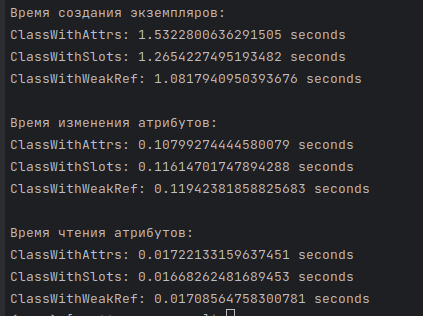 Время создания экземпляров:
ClassWithAttrs: 1.5322800636291505 seconds
ClassWithSlots: 1.2654227495193482 seconds
ClassWithWeakRef: 1.0817940950393676 seconds
Время изменения атрибутов:
ClassWithAttrs: 0.10799274444580079 seconds
ClassWithSlots: 0.11614701747894288 seconds
ClassWithWeakRef: 0.11942381858825683 seconds
Время чтения атрибутов:
ClassWithAttrs: 0.01722133159637451 seconds
ClassWithSlots: 0.01668262481689453 seconds
ClassWithWeakRef: 0.01708564758300781 seconds